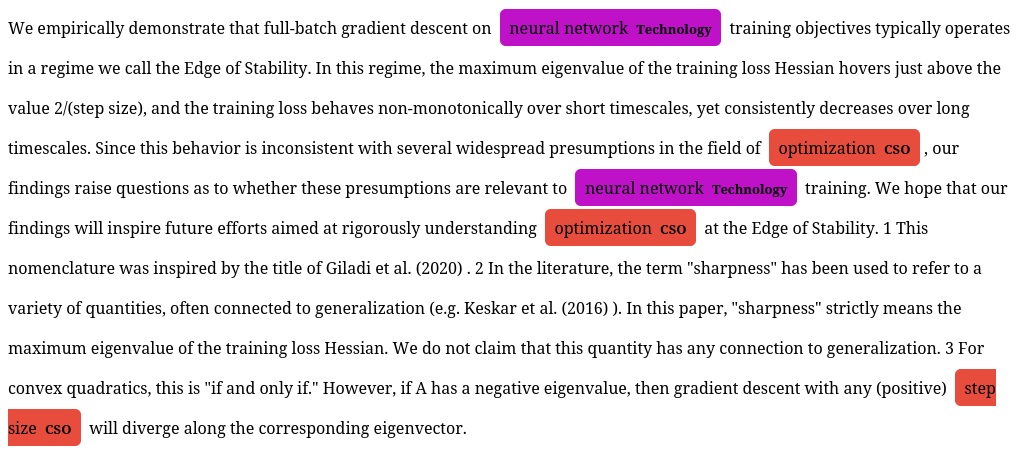 We empirically demonstrate that full-batch gradient descent on neural network Technology training objectives typically operates
in a regime we call the Edge of Stability. In this regime, the maximum eigenvalue of the training loss Hessian hovers just above the
value 2/(step size), and the training loss behaves non-monotonically over short timescales, yet consistently decreases over long
timescales. Since this behavior is inconsistent with several widespread presumptions in the field of optimization CSO , our
findings raise questions as to whether these presumptions are relevant to neural network Technology training. We hope that our
findings will inspire future efforts aimed at rigorously understanding optimization CSO at the Edge of Stability. 1 This
nomenclature was inspired by the title of Giladi et al. (2020) . 2 In the literature, the term "sharpness" has been used to refer to a
variety of quantities, often connected to generalization (e.g. Keskar et al. (2016) ). In this paper, "sharpness" strictly means the
maximum eigenvalue of the training loss Hessian. We do not claim that this quantity has any connection to generalization. 3 For
convex quadratics, this is "if and only if." However, if A has a negative eigenvalue, then gradient descent with any (positive) step
size CSO will diverge along the corresponding eigenvector.